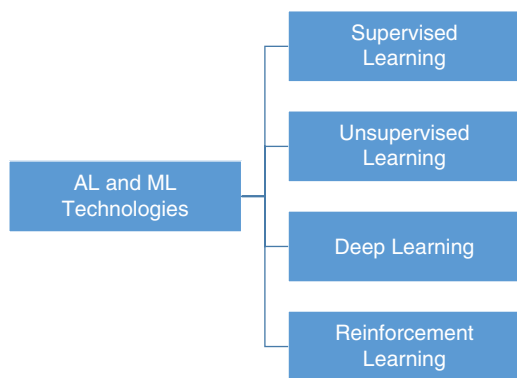 Supervised
Learning
Unsupervised
Learning
AL and ML
Technologies
Deep Learning
Reinforcement
Learning